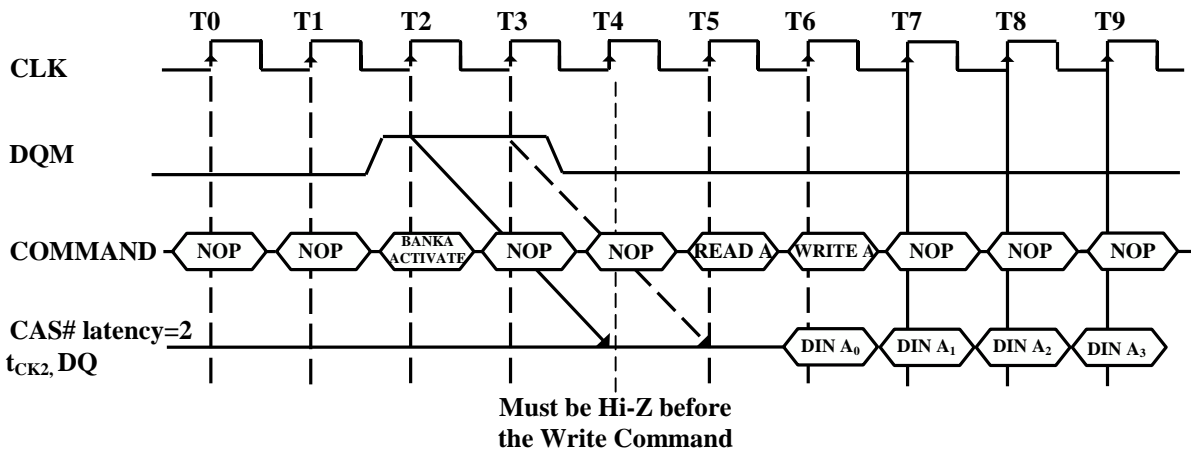 T0 T1 T2 T3 T4 T5 T6 T7 T8 T9
CLK
DQM
COMMAND NOP NOP BANKA ACTIVATE NOP NOP READ A WRITE A NOP NOP NOP
CAS# latency=2
tCK2, DQ DIN A0 DIN A1 DIN A2 DIN A3
Must be Hi-Z before
the Write Command